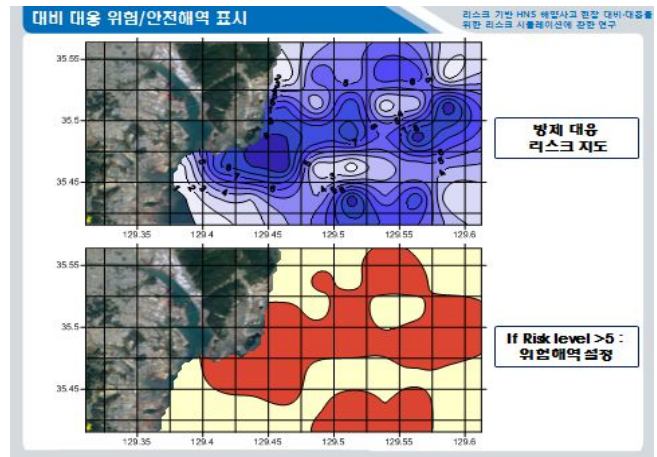 대비 대응 위험/안전해역 표시
리스크 기반 HNS 해양사고 현장 대비·대응을
위한 리스크 시뮬레이션에 관한 연구
35.55
35.5
35.45
129.35 129.4 129.45 129.5 129.55 129.6
방제 대응
리스크 지도
35.55
35.5
35.45
129.35 129.4 129.45 129.5 129.55 129.6
If Risk level >5 :
위험해역 설정